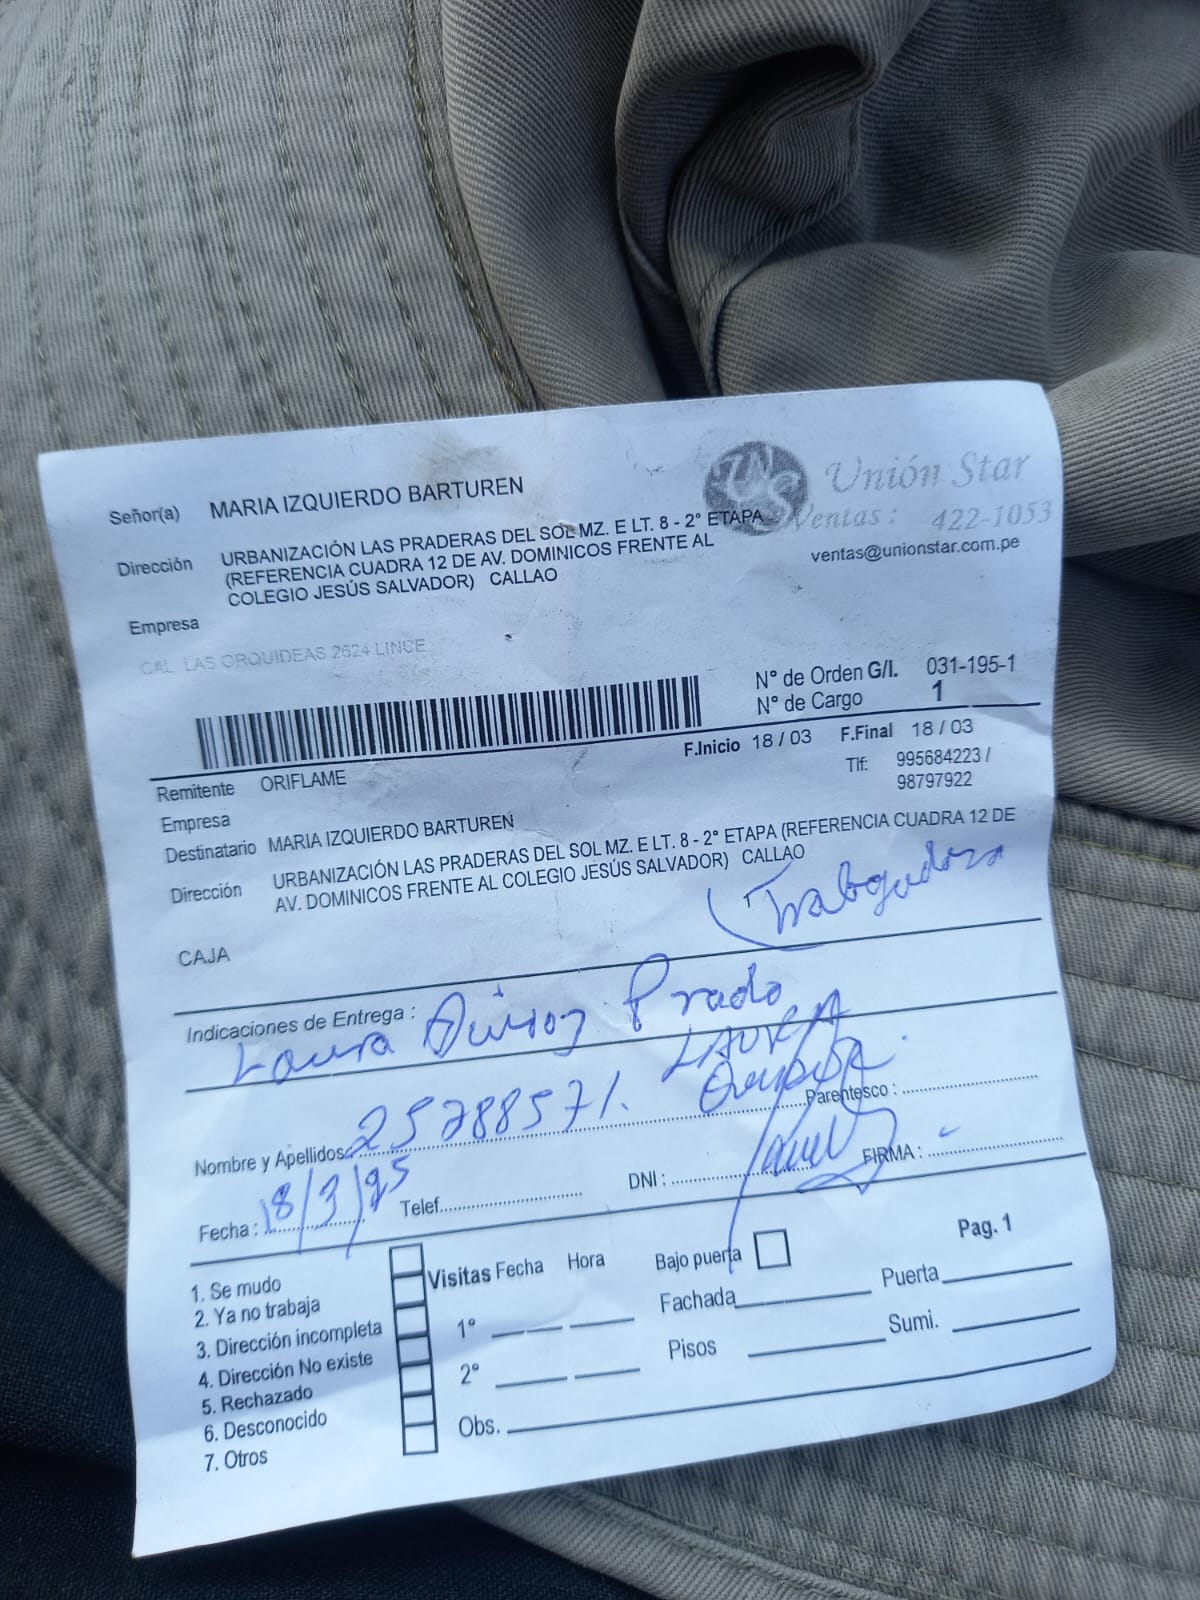 Señor(a) MARIA IZQUIERDO BARTUREN
Unión Star
Ventas: 422-1053
ventas@unionstar.com.pe
Dirección URBANIZACIÓN LAS PRADERAS DEL SOL MZ. E LT. 8 - 2° ETAPA
(REFERENCIA CUADRA 12 DE AV. DOMINICOS FRENTE AL
COLEGIO JESÚS SALVADOR) CALLAO
Empresa
CAL LAS ORQUIDEAS 2624 LINCE
N° de Orden G/I. 031-195-1
N° de Cargo 1
F.Inicio 18 / 03 F.Final 18 / 03
Remitente ORIFLAME
Tlf: 995684223 /
98797922
Empresa
Destinatario MARIA IZQUIERDO BARTUREN
Dirección URBANIZACIÓN LAS PRADERAS DEL SOL MZ. E LT. 8 - 2° ETAPA (REFERENCIA CUADRA 12 DE
AV. DOMINICOS FRENTE AL COLEGIO JESÚS SALVADOR) CALLAO
(Trabajadora
CAJA
Indicaciones de Entrega :
Laura Prado
LAURA
Nombre y Apellidos 25788571. Parentesco :
Fecha : 18/3/25 Telef. DNI : FIRMA :
Pag. 1
1. Se mudo
2. Ya no trabaja
3. Dirección incompleta
4. Dirección No existe
5. Rechazado
6. Desconocido
7. Otros
Visitas Fecha Hora
1°
2°
Obs.
Bajo puerta
Fachada Puerta
Pisos Sumi.